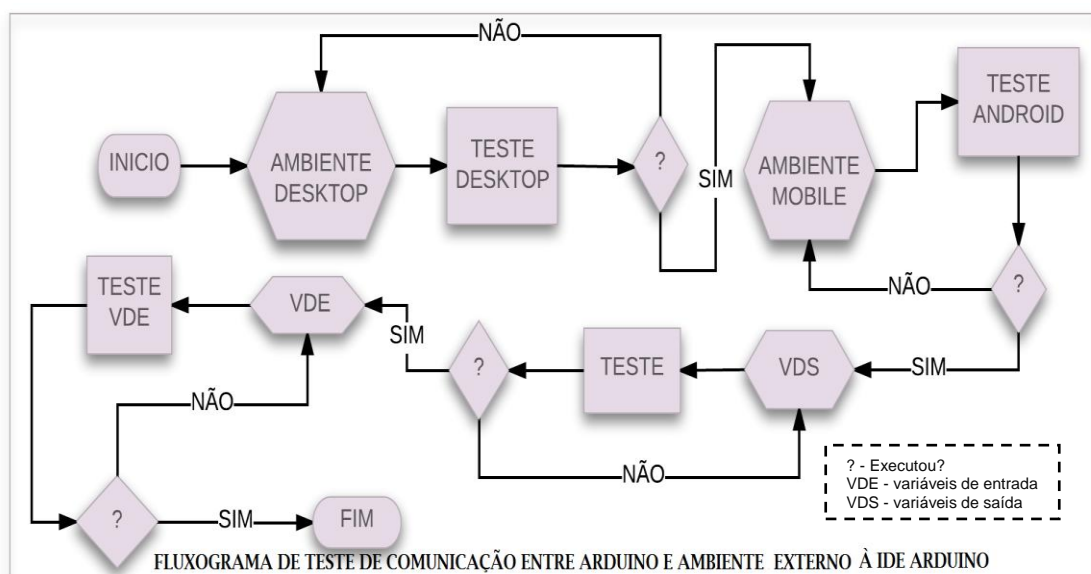 NÃO
INICIO
AMBIENTE
DESKTOP
TESTE
DESKTOP
?
SIM
AMBIENTE
MOBILE
TESTE
ANDROID
?
NÃO
SIM
VDS
TESTE
?
NÃO
SIM
VDE
TESTE
VDE
NÃO
?
SIM
FIM
? - Executou?
VDE - variáveis de entrada
VDS - variáveis de saída
FLUXOGRAMA DE TESTE DE COMUNICAÇÃO ENTRE ARDUINO E AMBIENTE EXTERNO À IDE ARDUINO